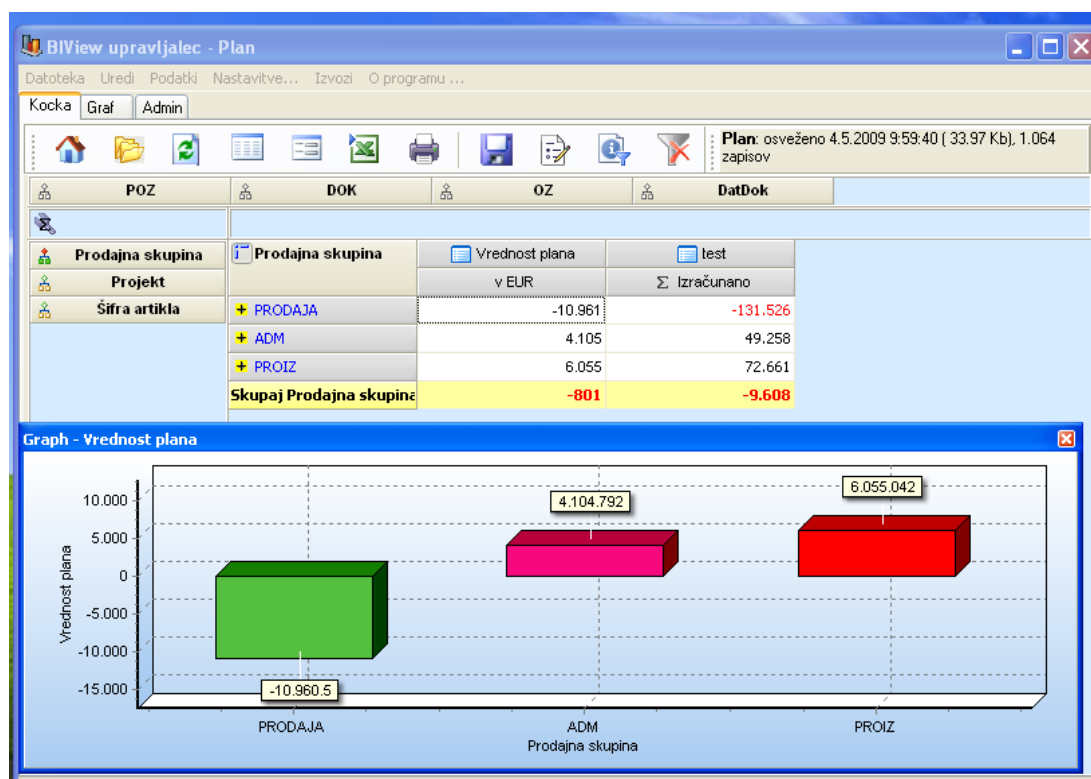 BIView upravljalec - Plan
Datoteka Uredi Podatki Nastavitve... Izvozi O programu ...
Kocka Graf Admin
Plan: osveženo 4.5.2009 9:59:40 ( 33.97 Kb), 1.064
zapisov
POZ DOK OZ DatDok
Prodajna skupina Prodajna skupina Vrednost plana test
Projekt v EUR Σ Izračunano
Šifra artikla + PRODAJA -10.961 -131.526
+ ADM 4.105 49.258
+ PROIZ 6.055 72.661
Skupaj Prodajna skupina -801 -9.608
Graph - Vrednost plana
Vrednost plana
10.000
5.000
0
-5.000
-10.000
-15.000
-10.960.5
4.104.792
6.055.042
PRODAJA ADM PROIZ
Prodajna skupina